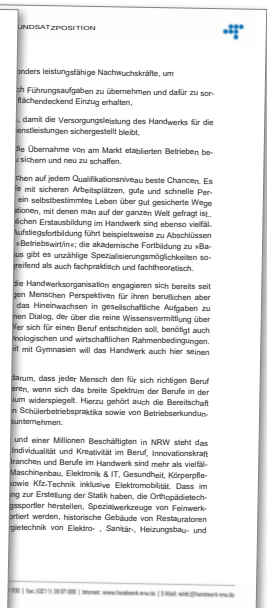 UNDSATZPOSITION
onders leistungsfähige Nachwuchskräfte, um
ch Führungsaufgaben zu übernehmen und dafür zu sor-
flächendeckend Einzug erhalten,
, damit die Versorgungsleistung des Handwerks für die
enstleistungen sichergestellt bleibt,
die Übernahme von am Markt etablierten Betrieben be-
u sichern und neu zu schaffen.
chen auf jedem Qualifikationsniveau beste Chancen. Es
e mit sicheren Arbeitsplätzen, gute und schnelle Per-
ein selbstbestimmtes Leben über gut gesicherte Wege
ationen, mit denen man auf der ganzen Welt gefragt ist.
lichen Erstausbildung im Handwerk sind ebenso vielfäl-
Aufstiegsfortbildung führt beispielsweise zu Abschlüssen
»Betriebswirt/in«; die akademische Fortbildung zu »Ba-
us gibt es unzählige Spezialisierungsmöglichkeiten so-
greifend als auch fachpraktisch und fachtheoretisch.
die Handwerksorganisation engagieren sich bereits seit
gen Menschen Perspektiven für ihren beruflichen aber
das Hineinwachsen in gesellschaftliche Aufgaben zu
nen Dialog, der über die reine Wissensvermittlung über
Wer sich für einen Beruf entscheiden soll, benötigt auch
nologischen und wirtschaftlichen Rahmenbedingungen.
it mit Gymnasien will das Handwerk auch hier seinen
darum, dass jeder Mensch den für sich richtigen Beruf
eren, wenn sich das breite Spektrum der Berufe in der
ium widerspiegelt. Hierzu gehört auch die Bereitschaft
n Schülerbetriebspraktika sowie von Betriebserkundun-
sunternehmen.
und einer Millionen Beschäftigten in NRW steht das
Individualität und Kreativität im Beruf, Innovationskraft
Branchen und Berufe im Handwerk sind mehr als vielfäl-
Maschinenbau, Elektronik & IT, Gesundheit, Körperpfle-
owie Kfz-Technik inklusive Elektromobilität. Dass im
ng zur Erstellung der Statik haben, die Orthopädietech-
gssportler herstellen, Spezialwerkzeuge von Feinwerk-
ortiert werden, historische Gebäude von Restauratoren
gietechnik von Elektro- , Sanitär-, Heizungsbau- und